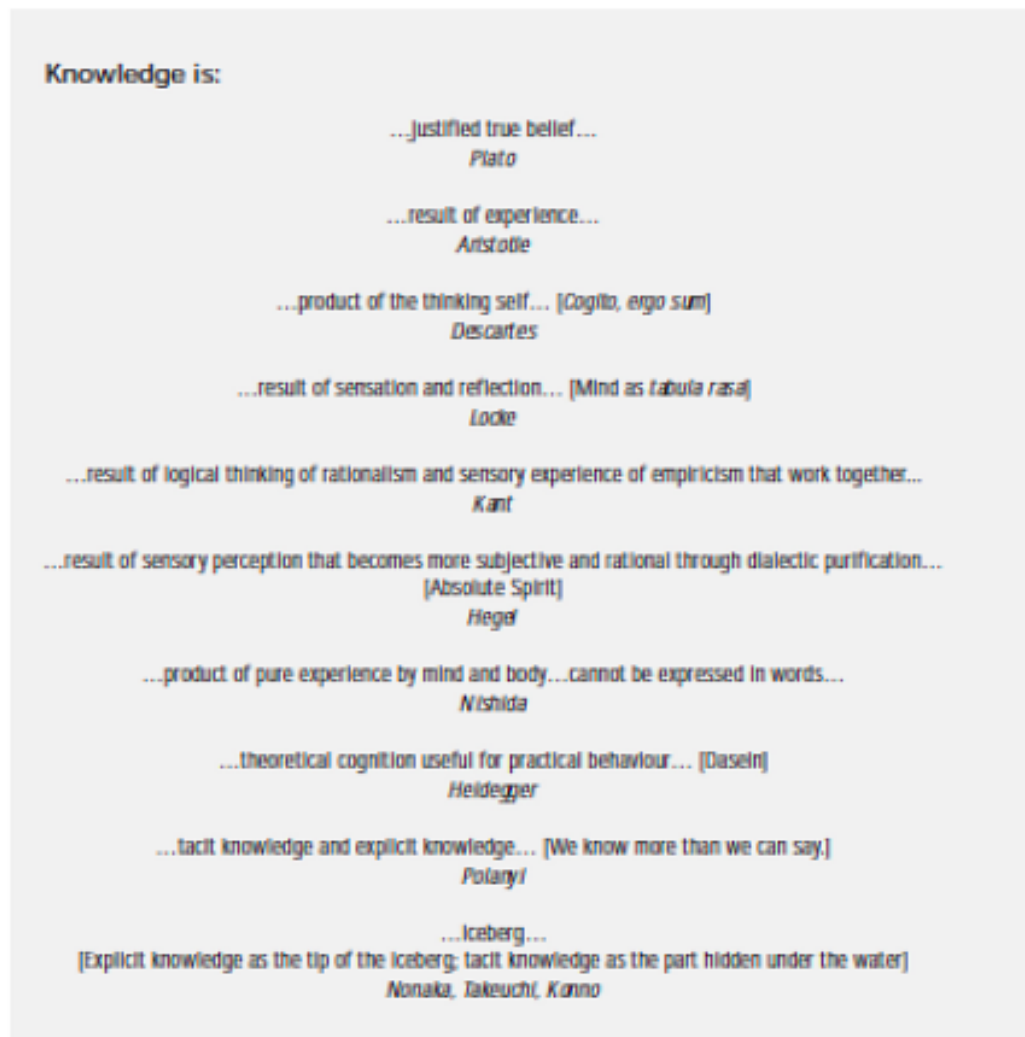 Knowledge is:
...justified true belief...
Plato
...result of experience...
Aristotle
...product of the thinking self... [Cogito, ergo sum]
Descartes
...result of sensation and reflection... [Mind as tabula rasa]
Locke
...result of logical thinking of rationalism and sensory experience of empiricism that work together...
Kant
...result of sensory perception that becomes more subjective and rational through dialectic purification...
[Absolute Spirit]
Hegel
...product of pure experience by mind and body...cannot be expressed in words...
Nishida
...theoretical cognition useful for practical behaviour... [Dasein]
Heidegger
...tacit knowledge and explicit knowledge... [We know more than we can say.]
Polanyi
...Iceberg...
[Explicit knowledge as the tip of the iceberg; tacit knowledge as the part hidden under the water]
Nonaka, Takeuchi, Konno